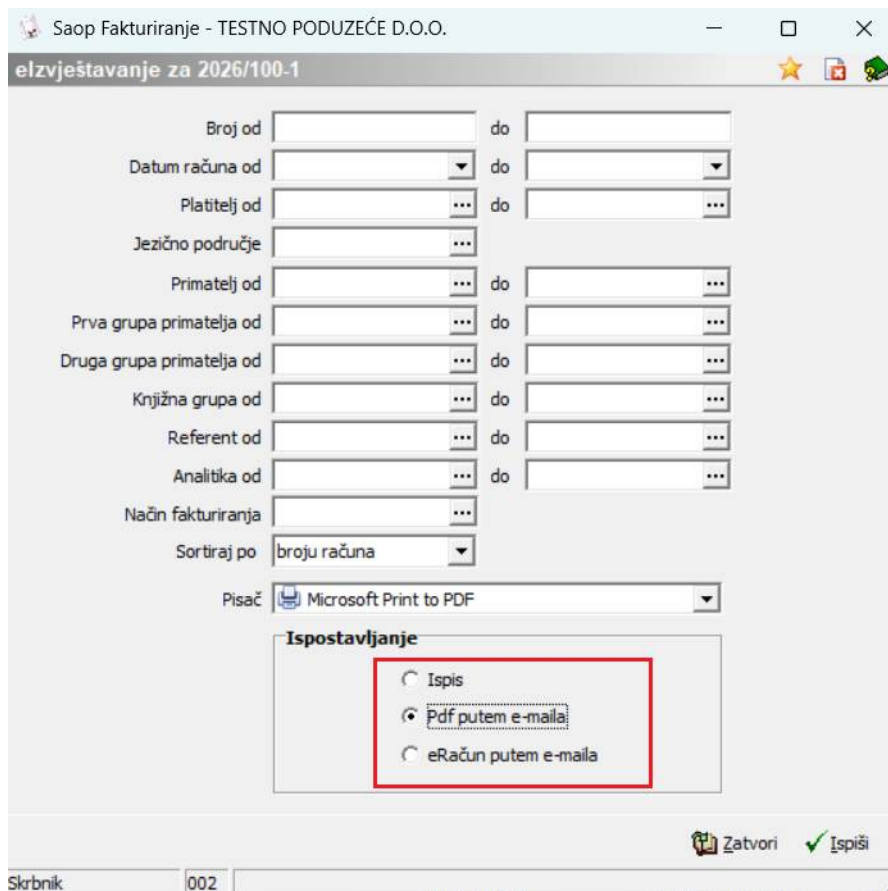 Saop Fakturiranje - TESTNO PODUZEĆE D.O.O.
eIzvještavanje za 2026/100-1
Broj od do
Datum računa od do
Platitelj od ... do ...
Jezično područje ...
Primatelj od ... do ...
Prva grupa primatelja od ... do ...
Druga grupa primatelja od ... do ...
Knjižna grupa od ... do ...
Referent od ... do ...
Analitika od ... do ...
Način fakturiranja ...
Sortiraj po broju računa
Pisač Microsoft Print to PDF
Ispostavljanje
Ispis
Pdf putem e-maila
eRačun putem e-maila
Zatvori Ispiši
Skrbnik 002